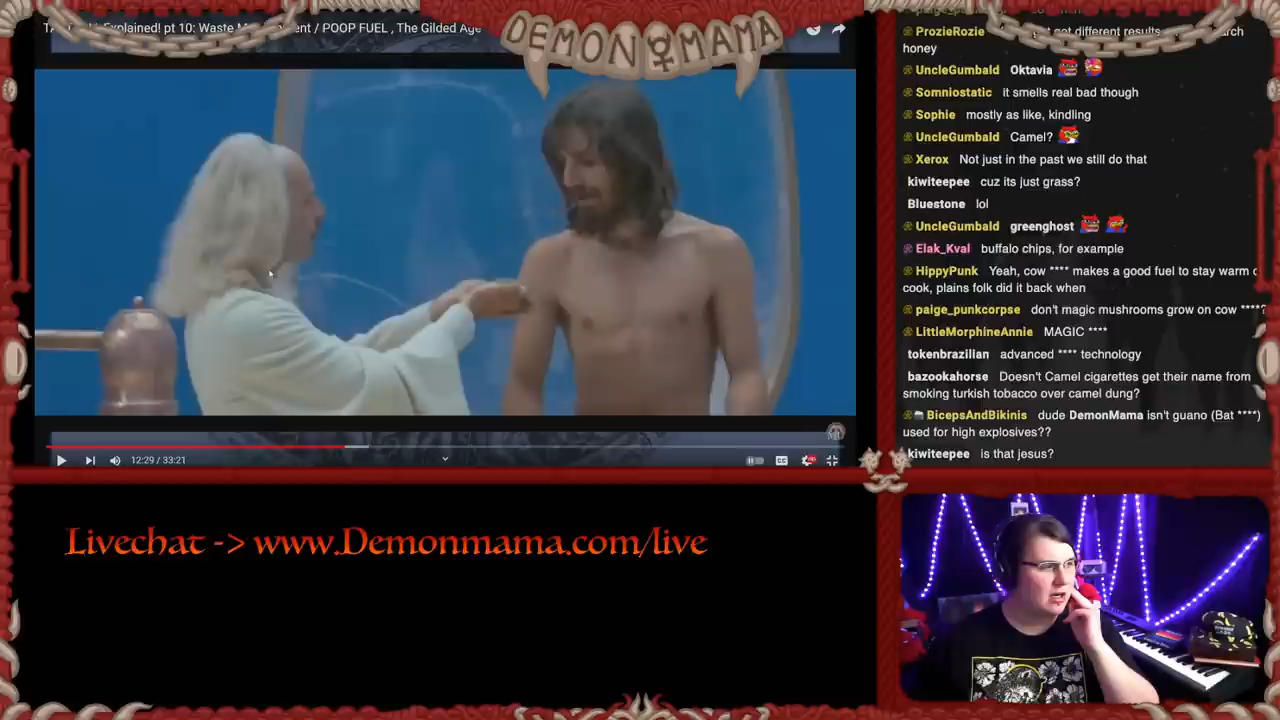 Explained! pt 10: Waste
ent / POOP FUEL , The Gilded Age
DEMON MAMA
12:29 / 33:21
CC
Livechat -> www.Demonmama.com/live
ProzieRozie
got different results
honey
UncleGumbald Oktavia
Somniostatic it smells real bad though
Sophie mostly as like, kindling
UncleGumbald Camel?
Xerox Not just in the past we still do that
kiwiteepee cuz its just grass?
Bluestone lol
UncleGumbald greenghost
Elak_Kval buffalo chips, for example
HippyPunk Yeah, cow **** makes a good fuel to stay warm
cook, plains folk did it back when
paige_punkcorpse don't magic mushrooms grow on cow ****?
LittleMorphineAnnie MAGIC ****
tokenbrazilian advanced **** technology
bazookahorse Doesn't Camel cigarettes get their name from
smoking turkish tobacco over camel dung?
BicepsAndBikinis dude DemonMama isn't guano (Bat ****)
used for high explosives??
kiwiteepee is that jesus?